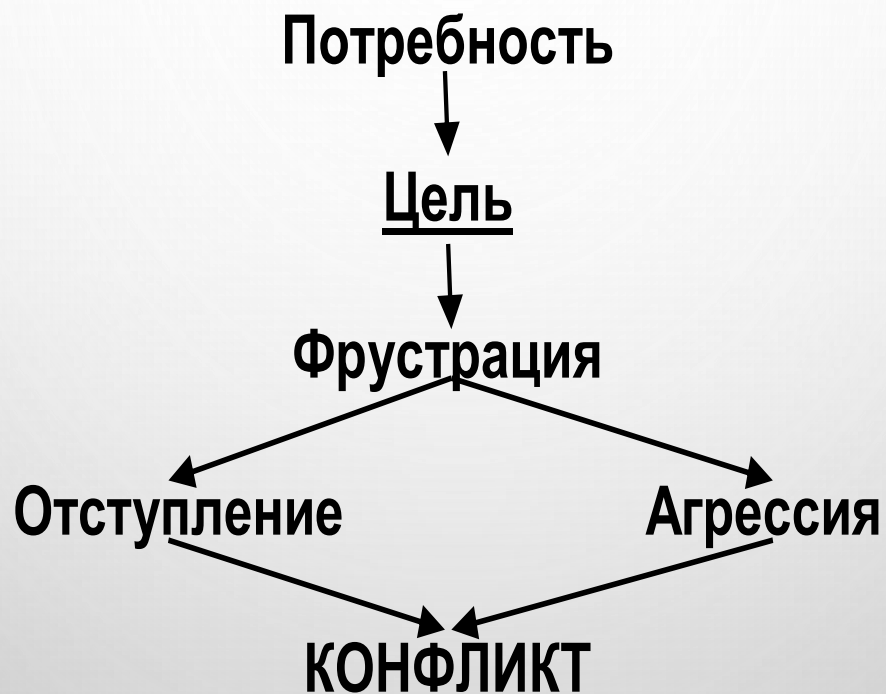 Потребность
Цель
Фрустрация
Отступление
Агрессия
КОНФЛИКТ